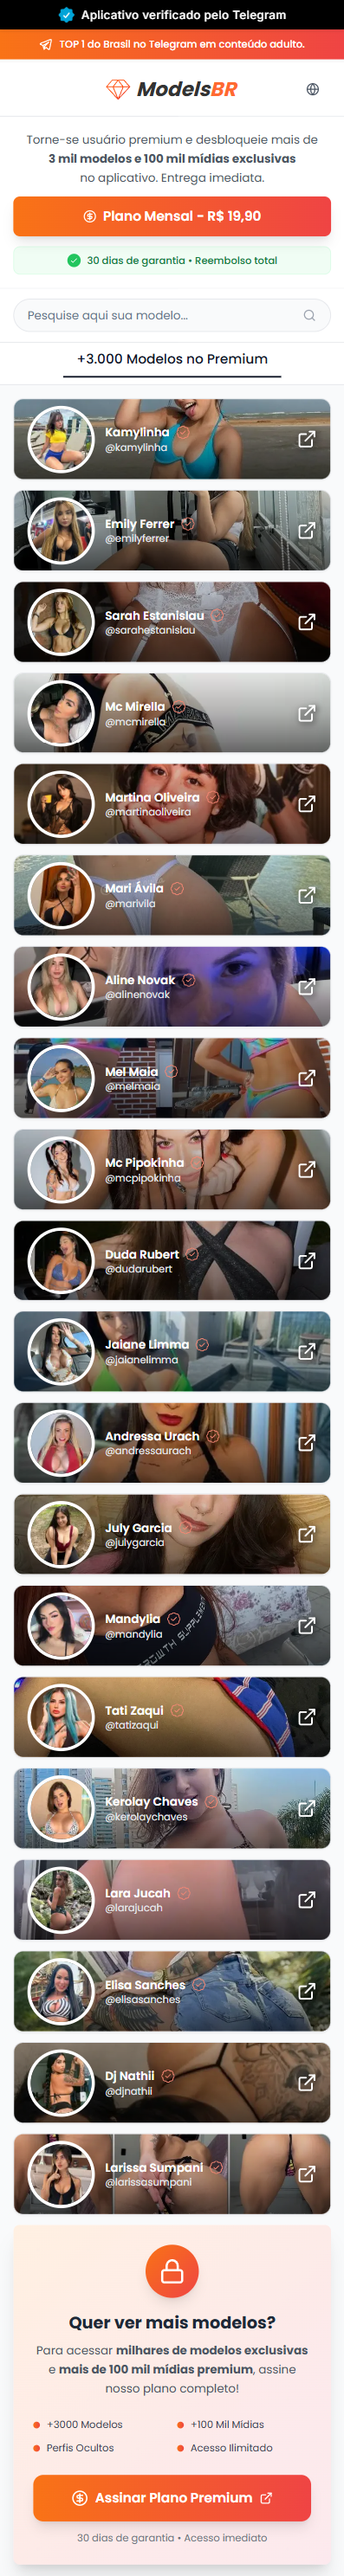 Aplicativo verificado pelo Telegram
TOP 1 do Brasil no Telegram em conteúdo adulto.
ModelsBR
Torne-se usuário premium e desbloqueie mais de
3 mil modelos e 100 mil mídias exclusivas
no aplicativo. Entrega imediata.
Plano Mensal - R$ 19,90
30 dias de garantia • Reembolso total
Pesquise aqui sua modelo...
+3.000 Modelos no Premium
Kamylinha
@kamylinha
Emily Ferrer
@emilyferrer
Sarah Estanislau
@sarahestanislau
Mc Mirella
@mcmirella
Martina Oliveira
@martinaoliveira
Mari Ávila
@marivila
Aline Novak
@alinenovak
Mel Maia
@melmaia
Mc Pipokinha
@mcpipokinha
Duda Rubert
@dudarubert
Jaiane Limma
@jaianelimma
Andressa Urach
@andressaurach
July Garcia
@julygarcia
Mandylia
@mandylia
GROWTH SUPPLEMENT
Tati Zaqui
@tatizaqui
Kerolay Chaves
@kerolaychaves
Lara Jucah
@larajucah
Elisa Sanches
@elisasanches
Dj Nathii
@djnathii
Larissa Sumpani
@larissasumpani
Quer ver mais modelos?
Para acessar milhares de modelos exclusivas
e mais de 100 mil mídias premium, assine
nosso plano completo!
+3000 Modelos
+100 Mil Mídias
Perfis Ocultos
Acesso Ilimitado
Assinar Plano Premium
30 dias de garantia • Acesso imediato